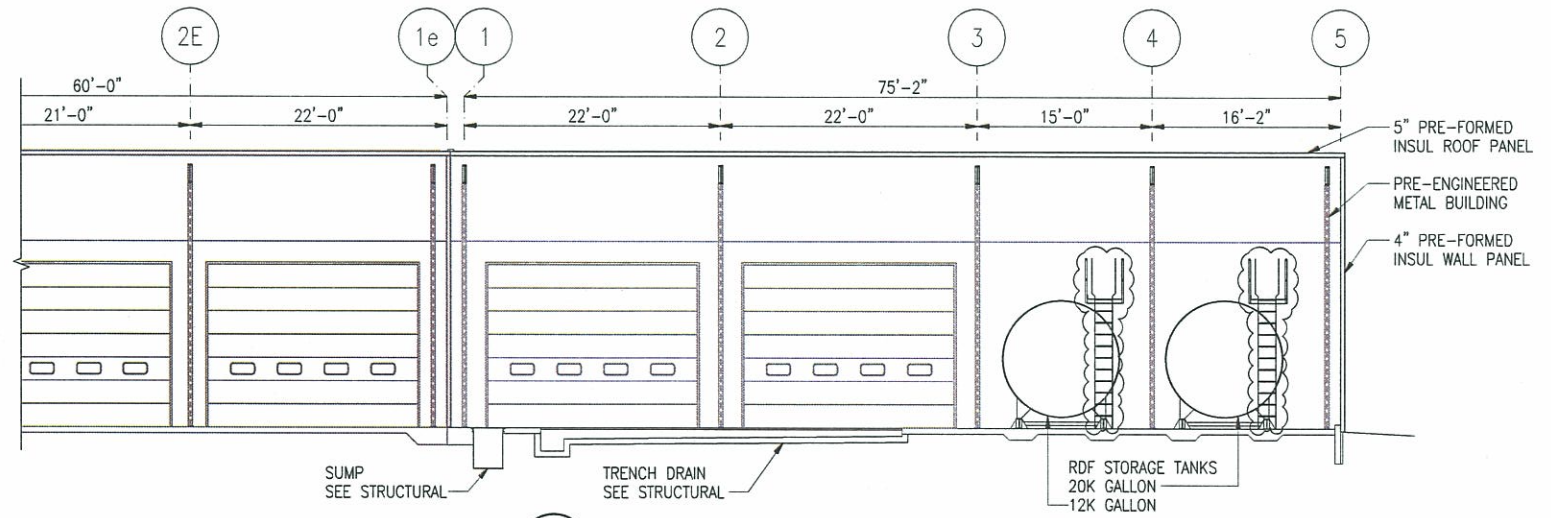 2E
1e
1
2
3
4
5
60'-0"
75'-2"
21'-0"
22'-0"
22'-0"
22'-0"
15'-0"
16'-2"
5" PRE-FORMED
INSUL ROOF PANEL
PRE-ENGINEERED
METAL BUILDING
4" PRE-FORMED
INSUL WALL PANEL
SUMP
SEE STRUCTURAL
TRENCH DRAIN
SEE STRUCTURAL
RDF STORAGE TANKS
20K GALLON
12K GALLON